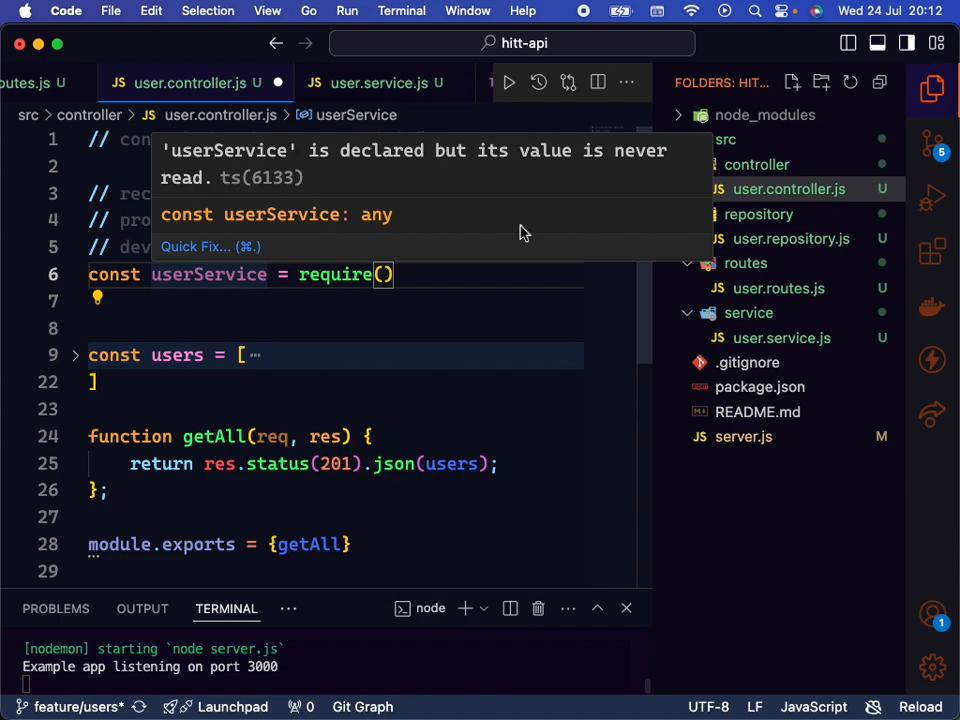 Code File Edit Selection View Go Run Terminal Window Help Wed 24 Jul 20:12
hitt-api
routes.js U user.controller.js U user.service.js U
FOLDERS: HIT...
src > controller > user.controller.js > userService
1 // con
2
3 // rec
4 // pro
5 // dev
'userService' is declared but its value is never
read. ts(6133)
const userService: any
Quick Fix... (⌘.)
6 const userService = require()
7
8
9 const users = [ ⋯
22 ]
23
24 function getAll(req, res) {
25 return res.status(201).json(users);
26 };
27
28 module.exports = {getAll}
29
node_modules
src
controller
user.controller.js U
repository
user.repository.js U
routes
user.routes.js U
service
user.service.js U
.gitignore
package.json
README.md
server.js M
5
1
PROBLEMS OUTPUT TERMINAL ⋯ node
[nodemon] starting `node server.js`
Example app listening on port 3000
feature/users* Launchpad 0 Git Graph UTF-8 LF JavaScript Reload